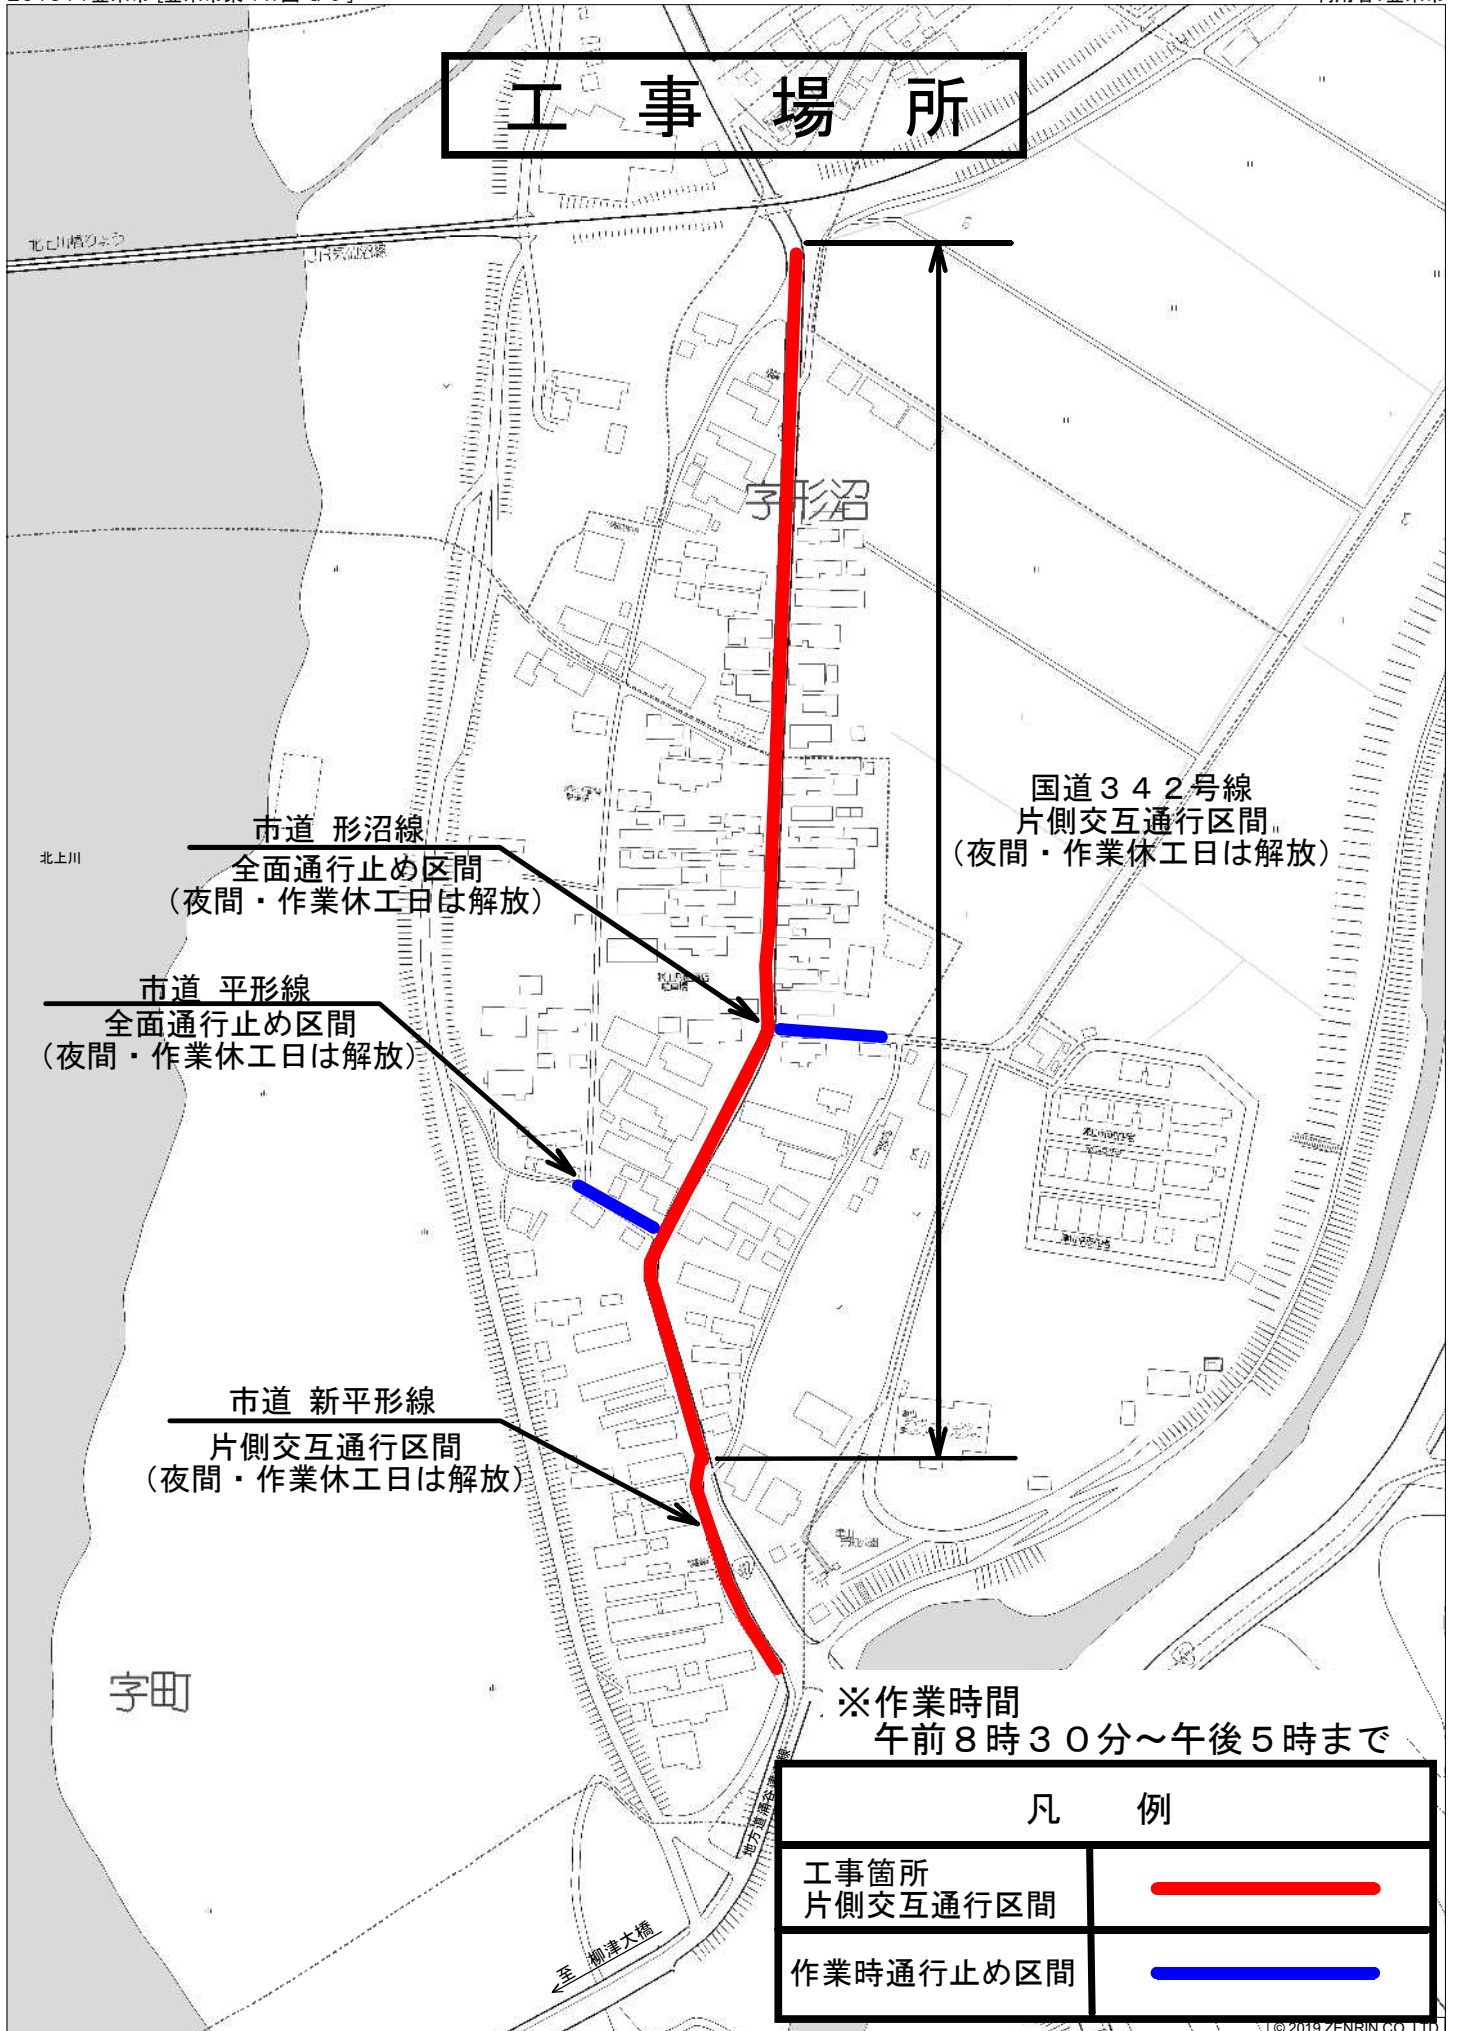 工事場所
JR気仙沼線
字形沼
国道３４２号線
片側交互通行区間
（夜間・作業休工日は解放）
市道 形沼線
全面通行止め区間
（夜間・作業休工日は解放）
北上川
市道 平形線
全面通行止め区間
（夜間・作業休工日は解放）
市道 新平形線
片側交互通行区間
（夜間・作業休工日は解放）
字町
※作業時間
午前８時３０分～午後５時まで
凡例
工事箇所
片側交互通行区間
作業時通行止め区間
至 柳津大橋
© 2019 ZENRIN CO.,LTD.